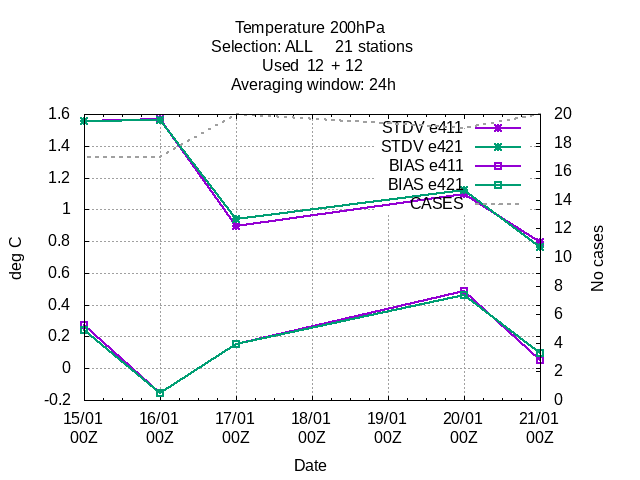 Temperature 200hPa
Selection: ALL 21 stations
Used 12 + 12
Averaging window: 24h
1.6
1.4
1.2
1
0.8
0.6
0.4
0.2
0
-0.2
deg C
STDV e411
STDV e421
BIAS e411
BIAS e421
CASES
20
18
16
14
12
10
8
6
4
2
0
No cases
15/01 16/01 17/01 18/01 19/01 20/01 21/01
00Z 00Z 00Z 00Z 00Z 00Z 00Z
Date